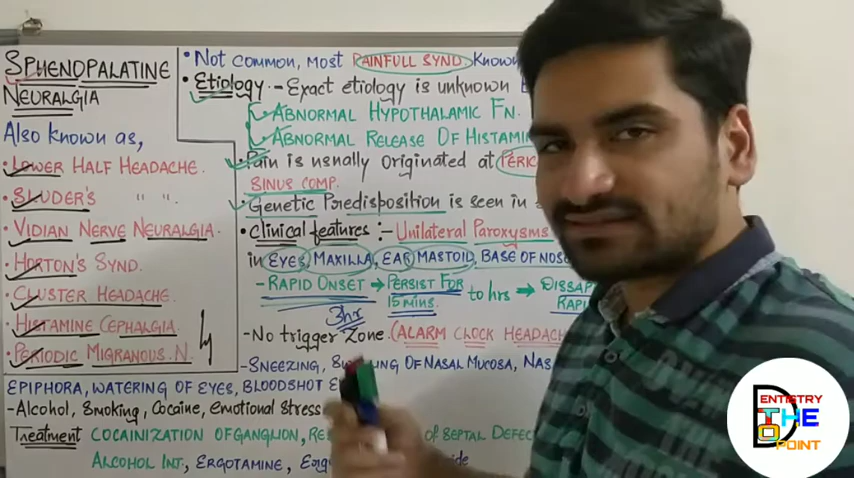 SPHENOPALATINE
NEURALGIA
Also known as,
• LOWER HALF HEADACHE.
• SLUDER'S " ".
• VIDIAN NERVE NEURALGIA
• HORTON'S SYND.
• CLUSTER HEADACHE
• HISTAMINE CEPHALGIA
• PERIODIC MIGRANOUS. N.
• Not common, most PAINFULL SYND Known
• Etiology - Exact etiology is unknown
ABNORMAL HYPOTHALAMIC FN.
ABNORMAL RELEASE OF HISTAMIN
• Pain is usually originated at PERIC
SINUS COMP.
• Genetic Predisposition is seen in
• Clinical features :- Unilateral Paroxysms
in EYES, MAXILLA, EAR, MASTOID, BASE OF NOSE
- RAPID ONSET → PERSIST FOR
15 mins. to hrs → DISSAP
RAPI
3hr
- No trigger Zone. (ALARM CLOCK HEADACH
- SNEEZING, OF NASAL MUCOSA, NAS
EPIPHORA, WATERING OF EYES, BLOODSHOT E
- Alcohol, Smoking, Cocaine, emotional Stress
Treatment COCAINIZATION OF GANGLION, OF SEPTAL DEFEC
ALCOHOL INJ., ERGOTAMINE,
DENTISTRY
THE
TO
POINT